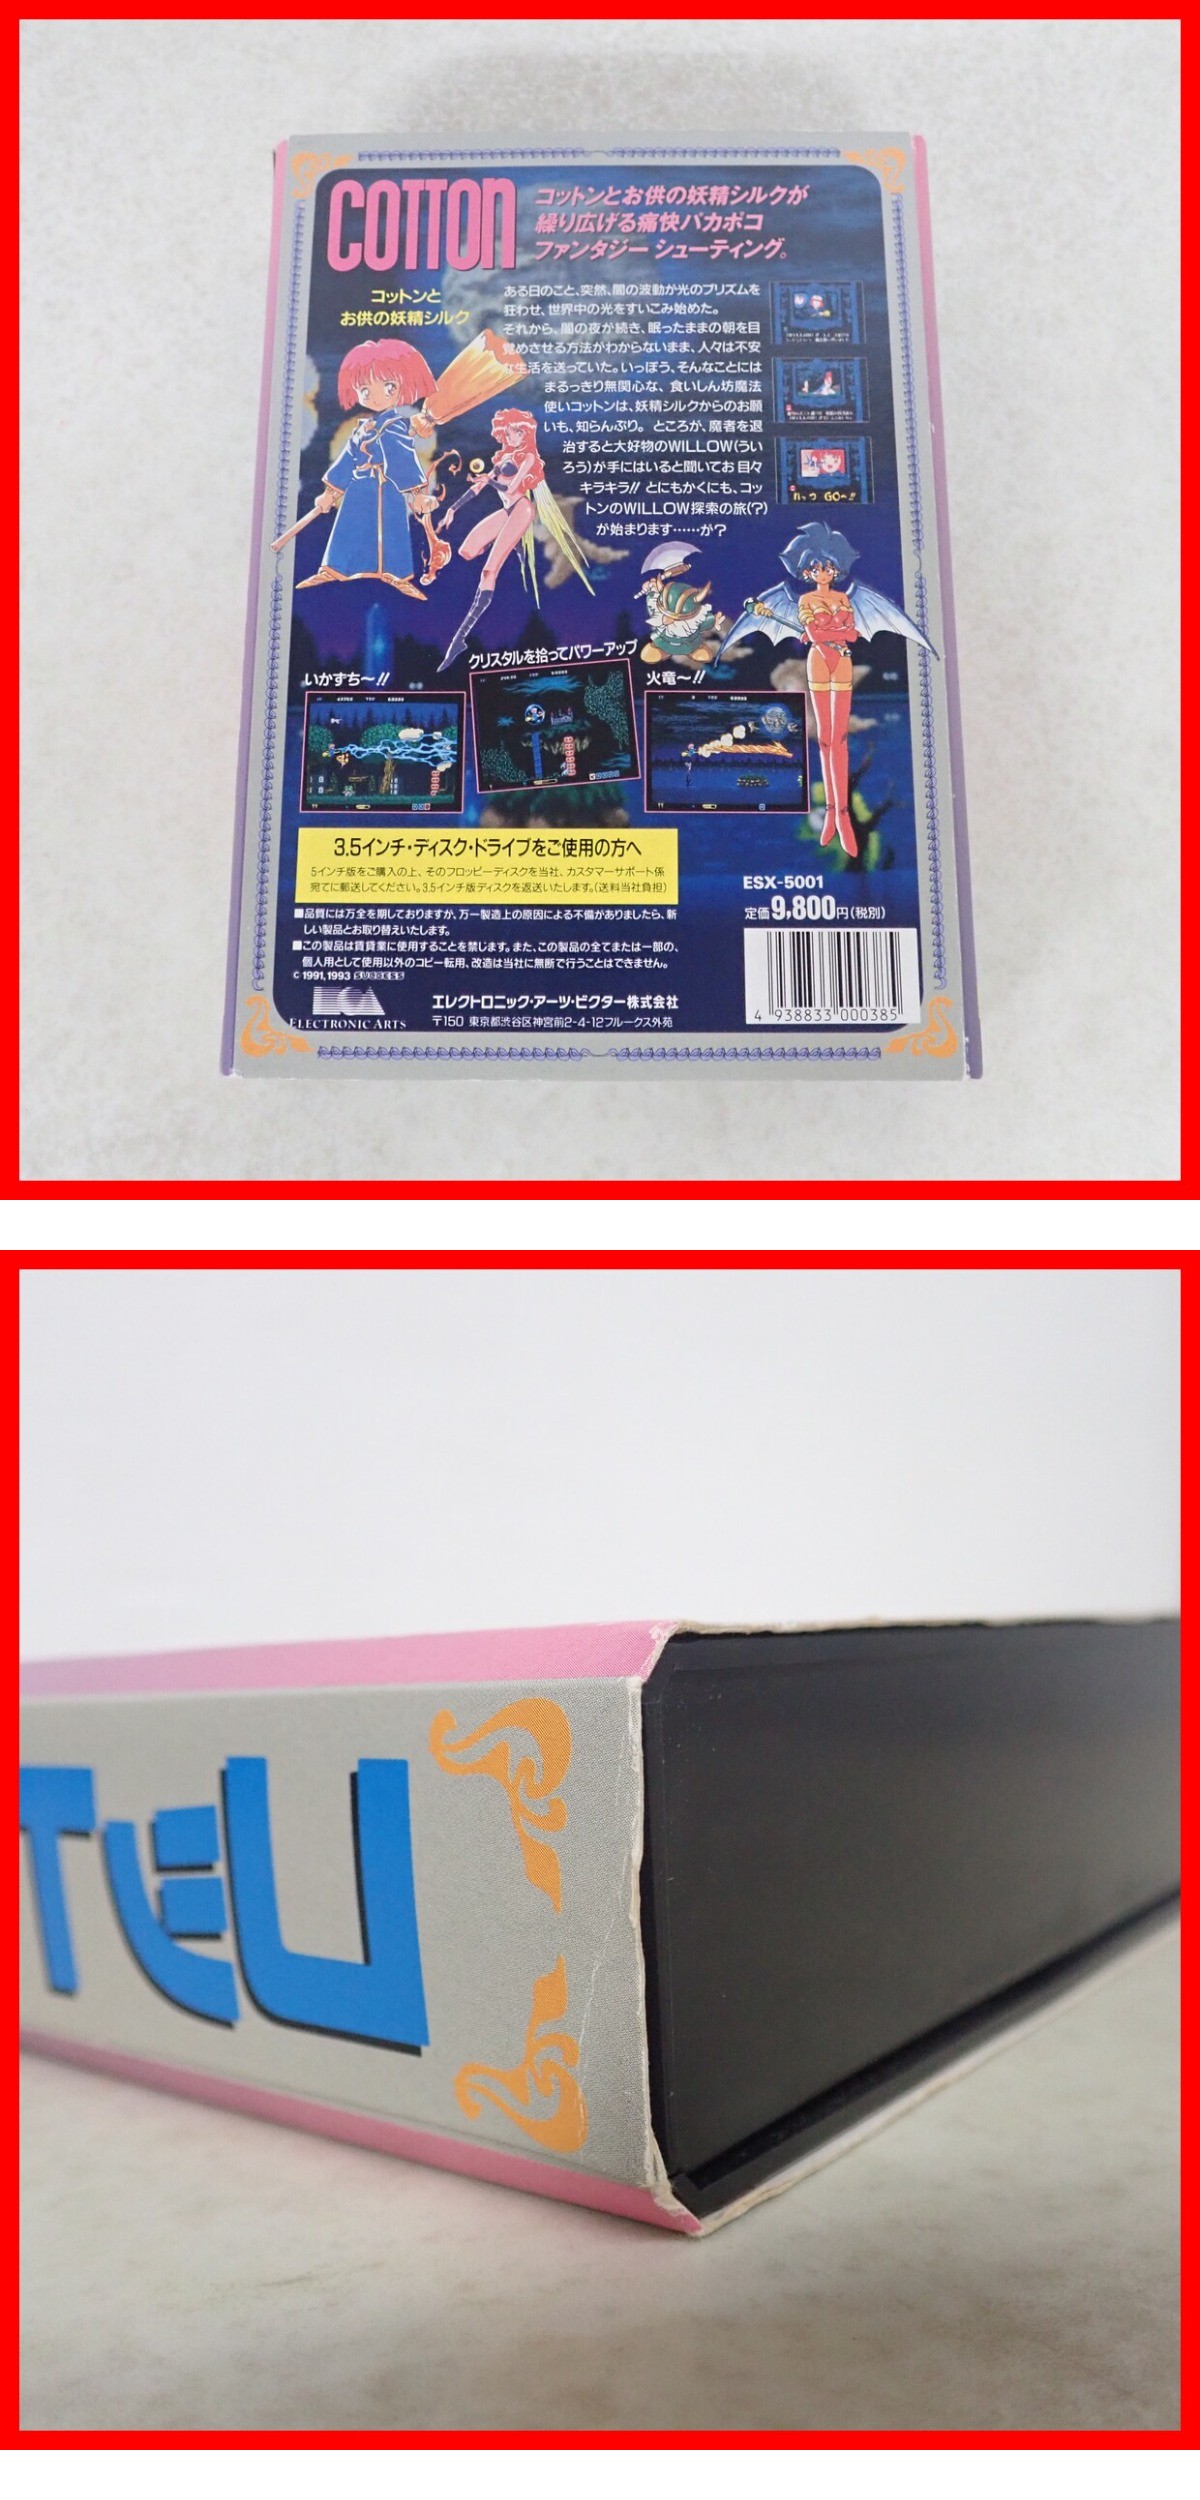 COTTON
コットンとお供の妖精シルクが
繰り広げる痛快パカポコ
ファンタジー シューティング。
コットンと
お供の妖精シルク
ある日のこと、突然、闇の波動が光のプリズムを
狂わせ、世界中の光をすいこみ始めた。
それから、闇の夜が続き、眠ったままの朝を目
覚めさせる方法がわからないまま、人々は不安
な生活を送っていた。いっぽう、そんなことには
まるっきり無関心な、食いしん坊魔法
使いコットンは、妖精シルクからのお願
いも、知らんぷり。ところが、魔者を退
治すると大好物のWILLOW(うい
ろう)が手にはいると聞いてお目々
キラキラ!! とにもかくにも、コッ
トンのWILLOW探索の旅(?)
が始まります……が?
GO〜!!
クリスタルを拾ってパワーアップ
いかずち〜!!
火竜〜!!
3.5インチ・ディスク・ドライブをご使用の方へ
5インチ版をご購入の上、そのフロッピーディスクを当社、カスタマーサポート係
宛てに郵送してください。3.5インチ版ディスクを返送いたします。(送料当社負担)
■品質には万全を期しておりますが、万一製造上の原因による不備がありましたら、新
しい製品とお取り替えいたします。
■この製品は賃貸業に使用することを禁じます。また、この製品の全てまたは一部の、
個人用として使用以外のコピー転用、改造は当社に無断で行うことはできません。
© 1991,1993 SUCCESS
ELECTRONIC ARTS
エレクトロニック・アーツ・ビクター株式会社
〒150 東京都渋谷区神宮前2-4-12フルークス外苑
ESX-5001
定価9,800円(税別)
4 938833 000385